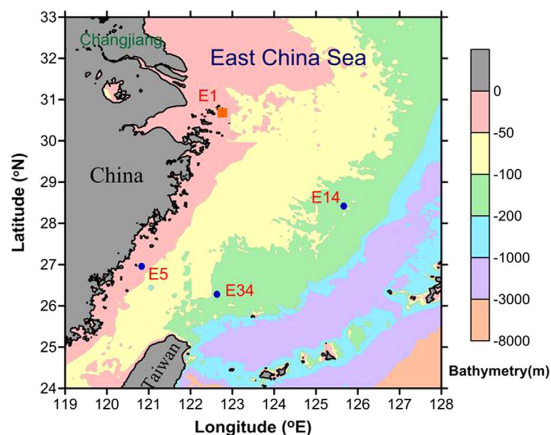 33
32
31
30
29
28
27
26
25
24
Latitude (ºN)
Changjiang
East China Sea
E1
China
E14
E5
E34
Taiwan
119 120 121 122 123 124 125 126 127 128
Longitude (ºE)
0
-50
-100
-200
-1000
-3000
-8000
Bathymetry(m)